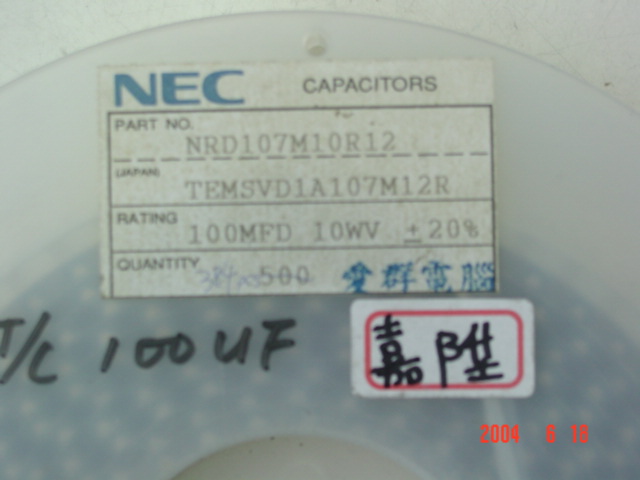 NEC CAPACITORS
PART NO. NRD107M10R12
(JAPAN) TEMSVD1A107M12R
RATING 100MFD 10WV ±20%
QUANTITY 500 愛群電腦
T/C 100UF
嘉陞
2004 6 18